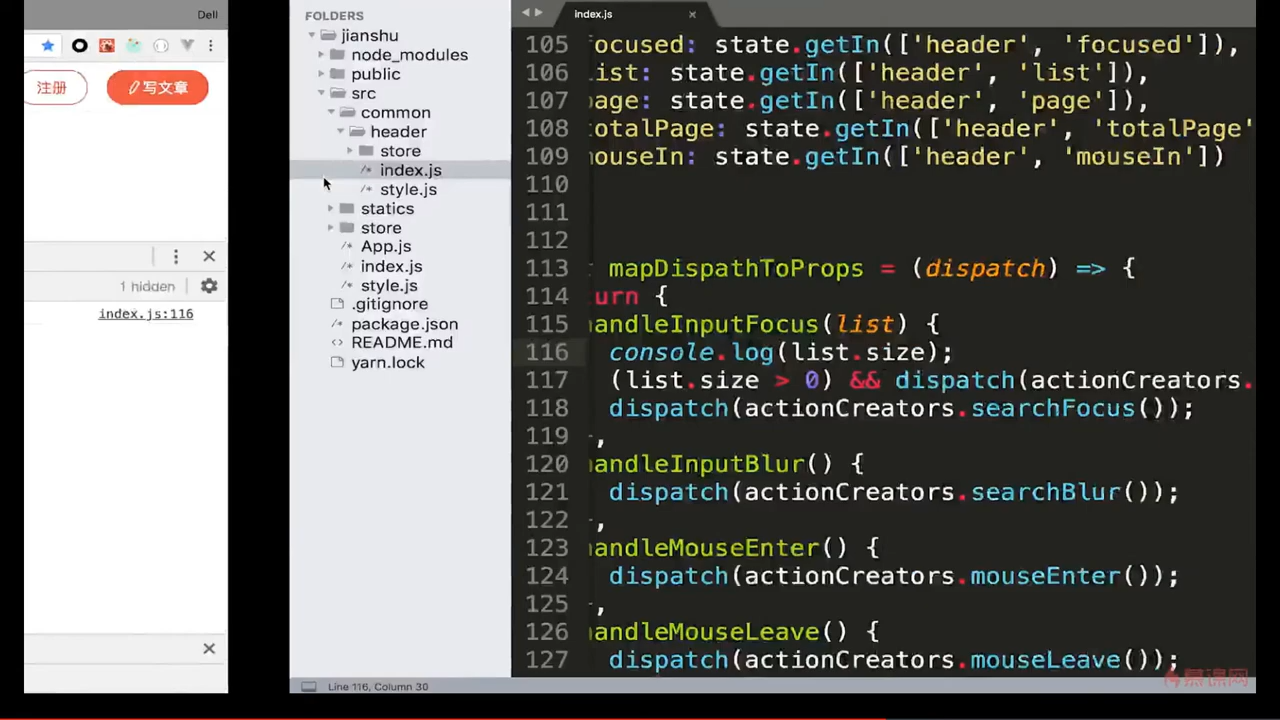 Dell
注册
写文章
1 hidden
index.js:116
FOLDERS
jianshu
node_modules
public
src
common
header
store
index.js
style.js
statics
store
App.js
index.js
style.js
.gitignore
package.json
README.md
yarn.lock
index.js
105 ocused: state.getIn(['header', 'focused']),
106 ist: state.getIn(['header', 'list']),
107 page: state.getIn(['header', 'page']),
108 otalPage: state.getIn(['header', 'totalPage'
109 mouseIn: state.getIn(['header', 'mouseIn'])
110
111
112
113 mapDispathToProps = (dispatch) => {
114 urn {
115 andleInputFocus(list) {
116 console.log(list.size);
117 (list.size > 0) && dispatch(actionCreators.
118 dispatch(actionCreators.searchFocus());
119 ,
120 andleInputBlur() {
121 dispatch(actionCreators.searchBlur());
122 ,
123 andleMouseEnter() {
124 dispatch(actionCreators.mouseEnter());
125 ,
126 andleMouseLeave() {
127 dispatch(actionCreators.mouseLeave());
慕课网
Line 116, Column 30